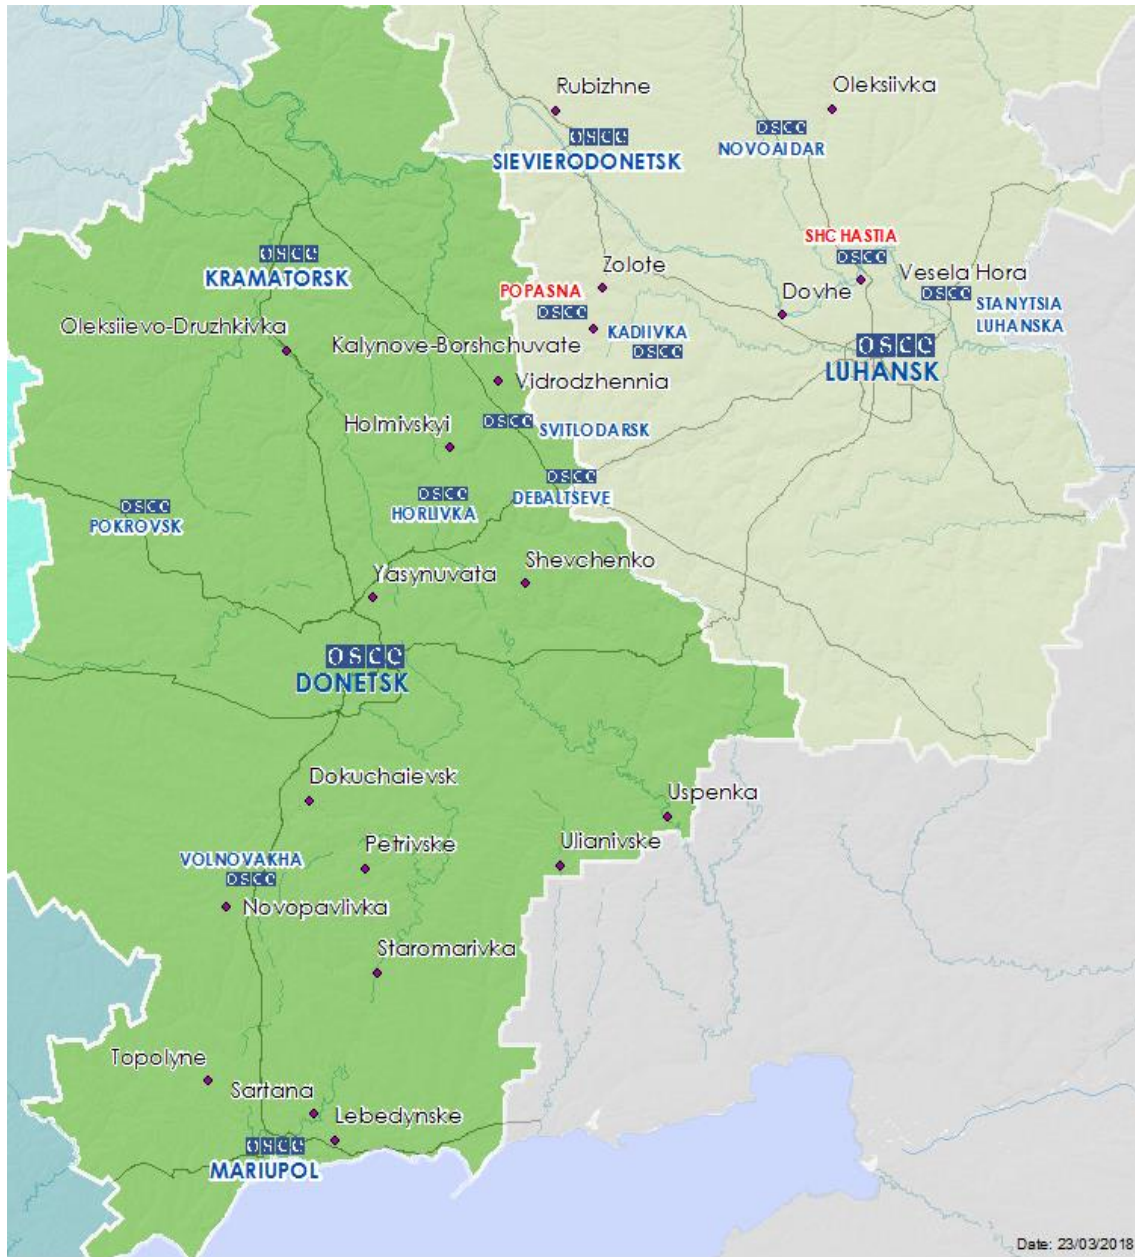 Rubizhne
Oleksiivka
OSCE
NOVOAIDAR
OSCE
SIEVIERODONETSK
SHCHASTIA
OSCE
OSCE
KRAMATORSK
Zolote
Vesela Hora
POPASNA
OSCE
Dovhe
OSCE
STANYTSIA
LUHANSKA
Oleksiievo-Druzhkivka
KADIIVKA
OSCE
Kalynove-Borshchuvate
OSCE
LUHANSK
Vidrodzhennia
Holmivskyi
OSCE
SVITLODARSK
OSCE
DEBALTSEVE
OSCE
HORLIVKA
OSCE
POKROVSK
Shevchenko
Yasynuvata
OSCE
DONETSK
Dokuchaievsk
Uspenka
Petrivske
Ulianivske
VOLNOVAKHA
OSCE
Novopavlivka
Staromarivka
Topolyne
Sartana
Lebedynske
OSCE
MARIUPOL
Date: 23/03/2018